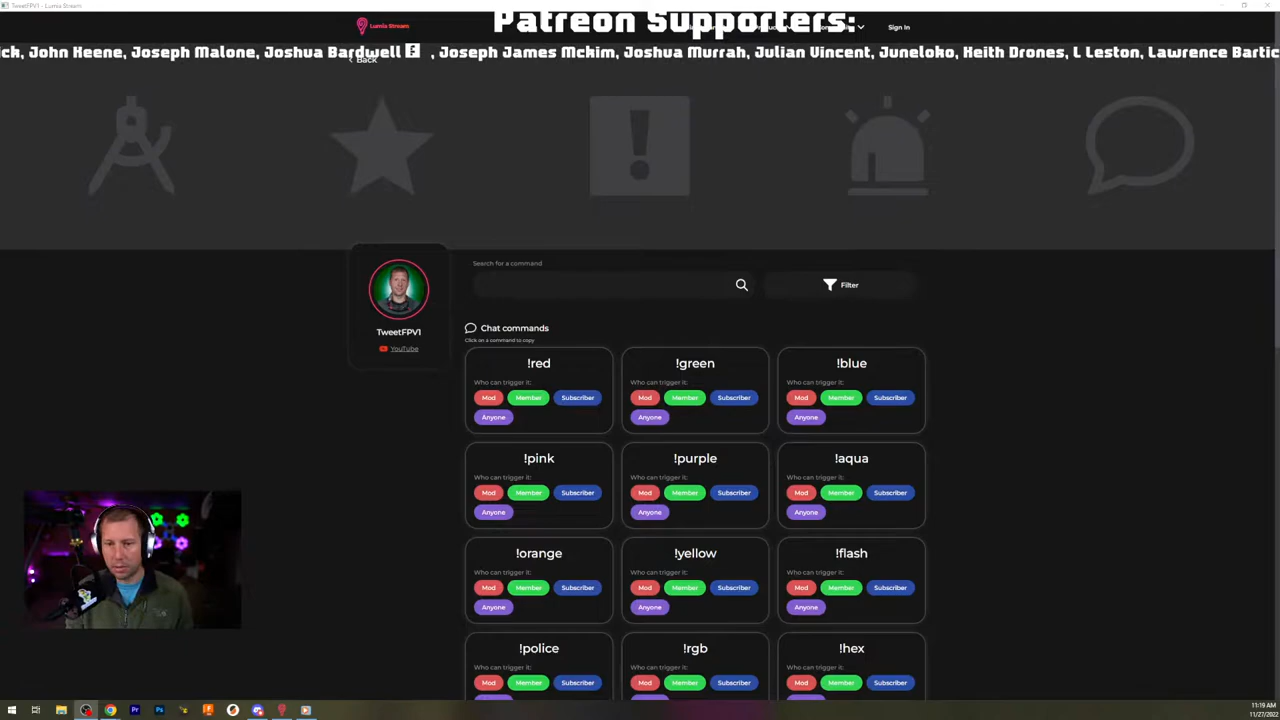 TweetFPV1 - Lumia Stream
Patreon Supporters:
Lumia Stream
Sign In
ck, John Keene, Joseph Malone, Joshua Bardwell, Joseph James Mckim, Joshua Murrah, Julian Vincent, Juneloko, Keith Drones, L Leston, Lawrence Bartic
Back
Search for a command
Filter
TweetFPV1
YouTube
Chat commands
Click on a command to copy
!red !green !blue
Who can trigger it: Who can trigger it: Who can trigger it:
Mod Member Subscriber Mod Member Subscriber Mod Member Subscriber
Anyone Anyone Anyone
!pink !purple !aqua
Who can trigger it: Who can trigger it: Who can trigger it:
Mod Member Subscriber Mod Member Subscriber Mod Member Subscriber
Anyone Anyone Anyone
!orange !yellow !flash
Who can trigger it: Who can trigger it: Who can trigger it:
Mod Member Subscriber Mod Member Subscriber Mod Member Subscriber
Anyone Anyone Anyone
!police !rgb !hex
Who can trigger it: Who can trigger it: Who can trigger it:
Mod Member Subscriber Mod Member Subscriber Mod Member Subscriber
11:19 AM
11/27/2022